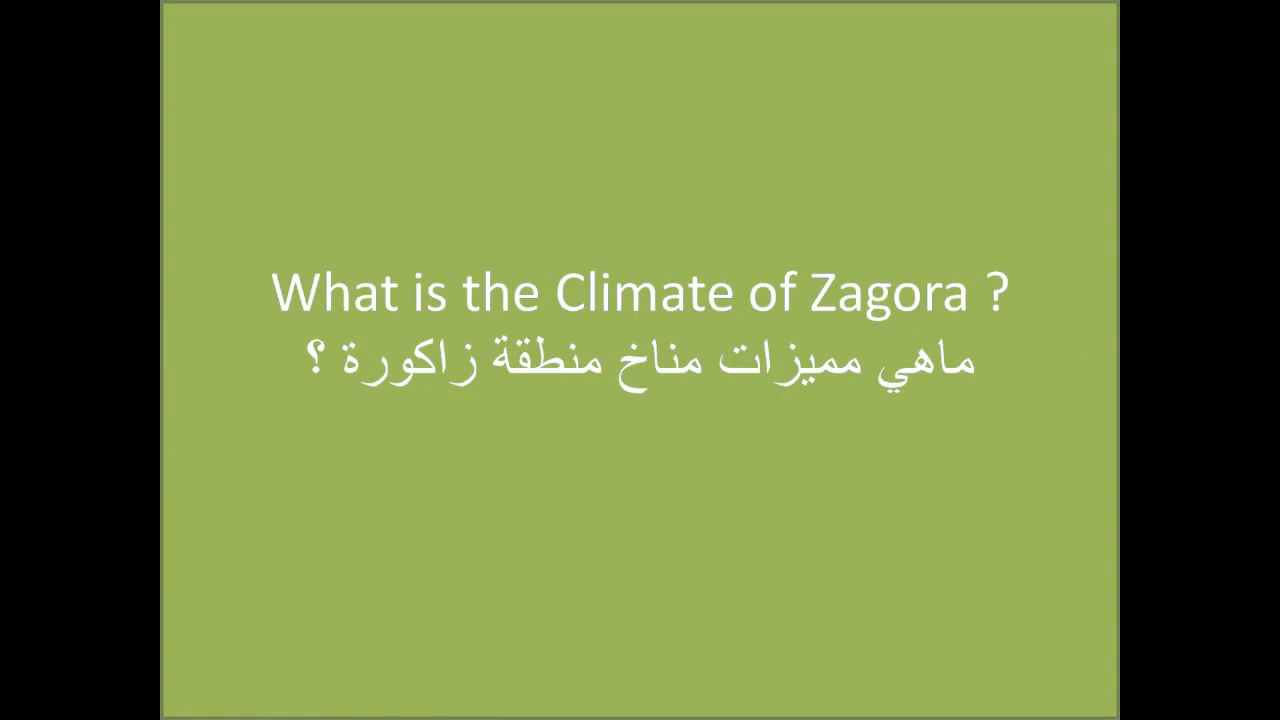 What is the Climate of Zagora ?
ماهي مميزات مناخ منطقة زاكورة ؟